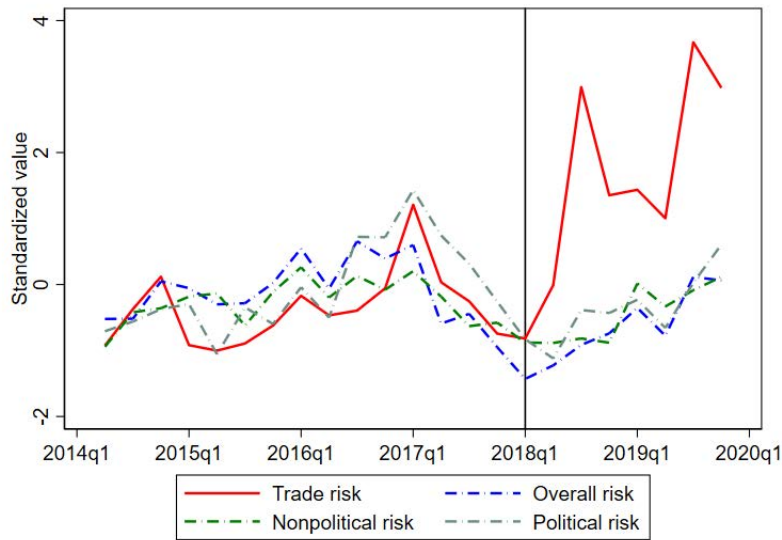 4
2
0
-2
Standardized value
2014q1 2015q1 2016q1 2017q1 2018q1 2019q1 2020q1
Trade risk Overall risk
Nonpolitical risk Political risk